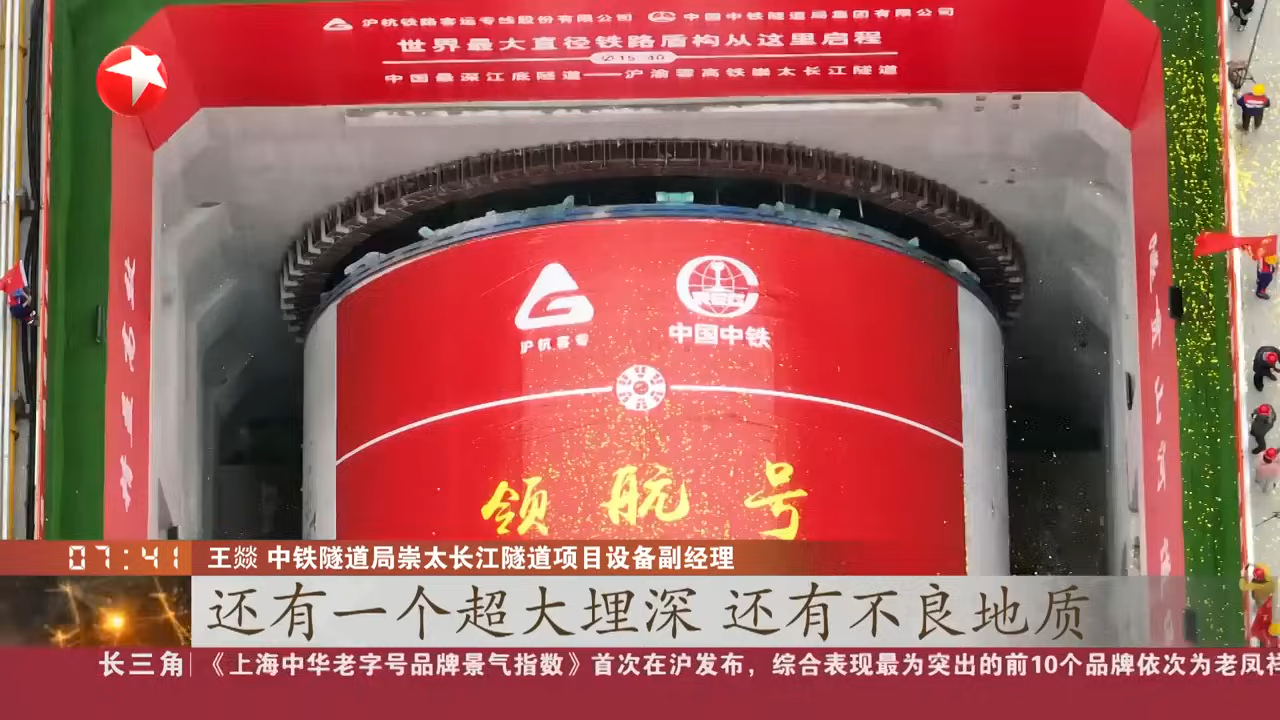 沪杭铁路客运专线股份有限公司 中国中铁隧道局集团有限公司
世界最大直径铁路盾构从这里启程
Ø15.40
中国最深江底隧道——沪渝蓉高铁崇太长江隧道
沪杭客专
CREC
中国中铁
领航号
07:41 王燚 中铁隧道局崇太长江隧道项目设备副经理
还有一个超大埋深 还有不良地质
长三角 《上海中华老字号品牌景气指数》首次在沪发布，综合表现最为突出的前10个品牌依次为老凤祥